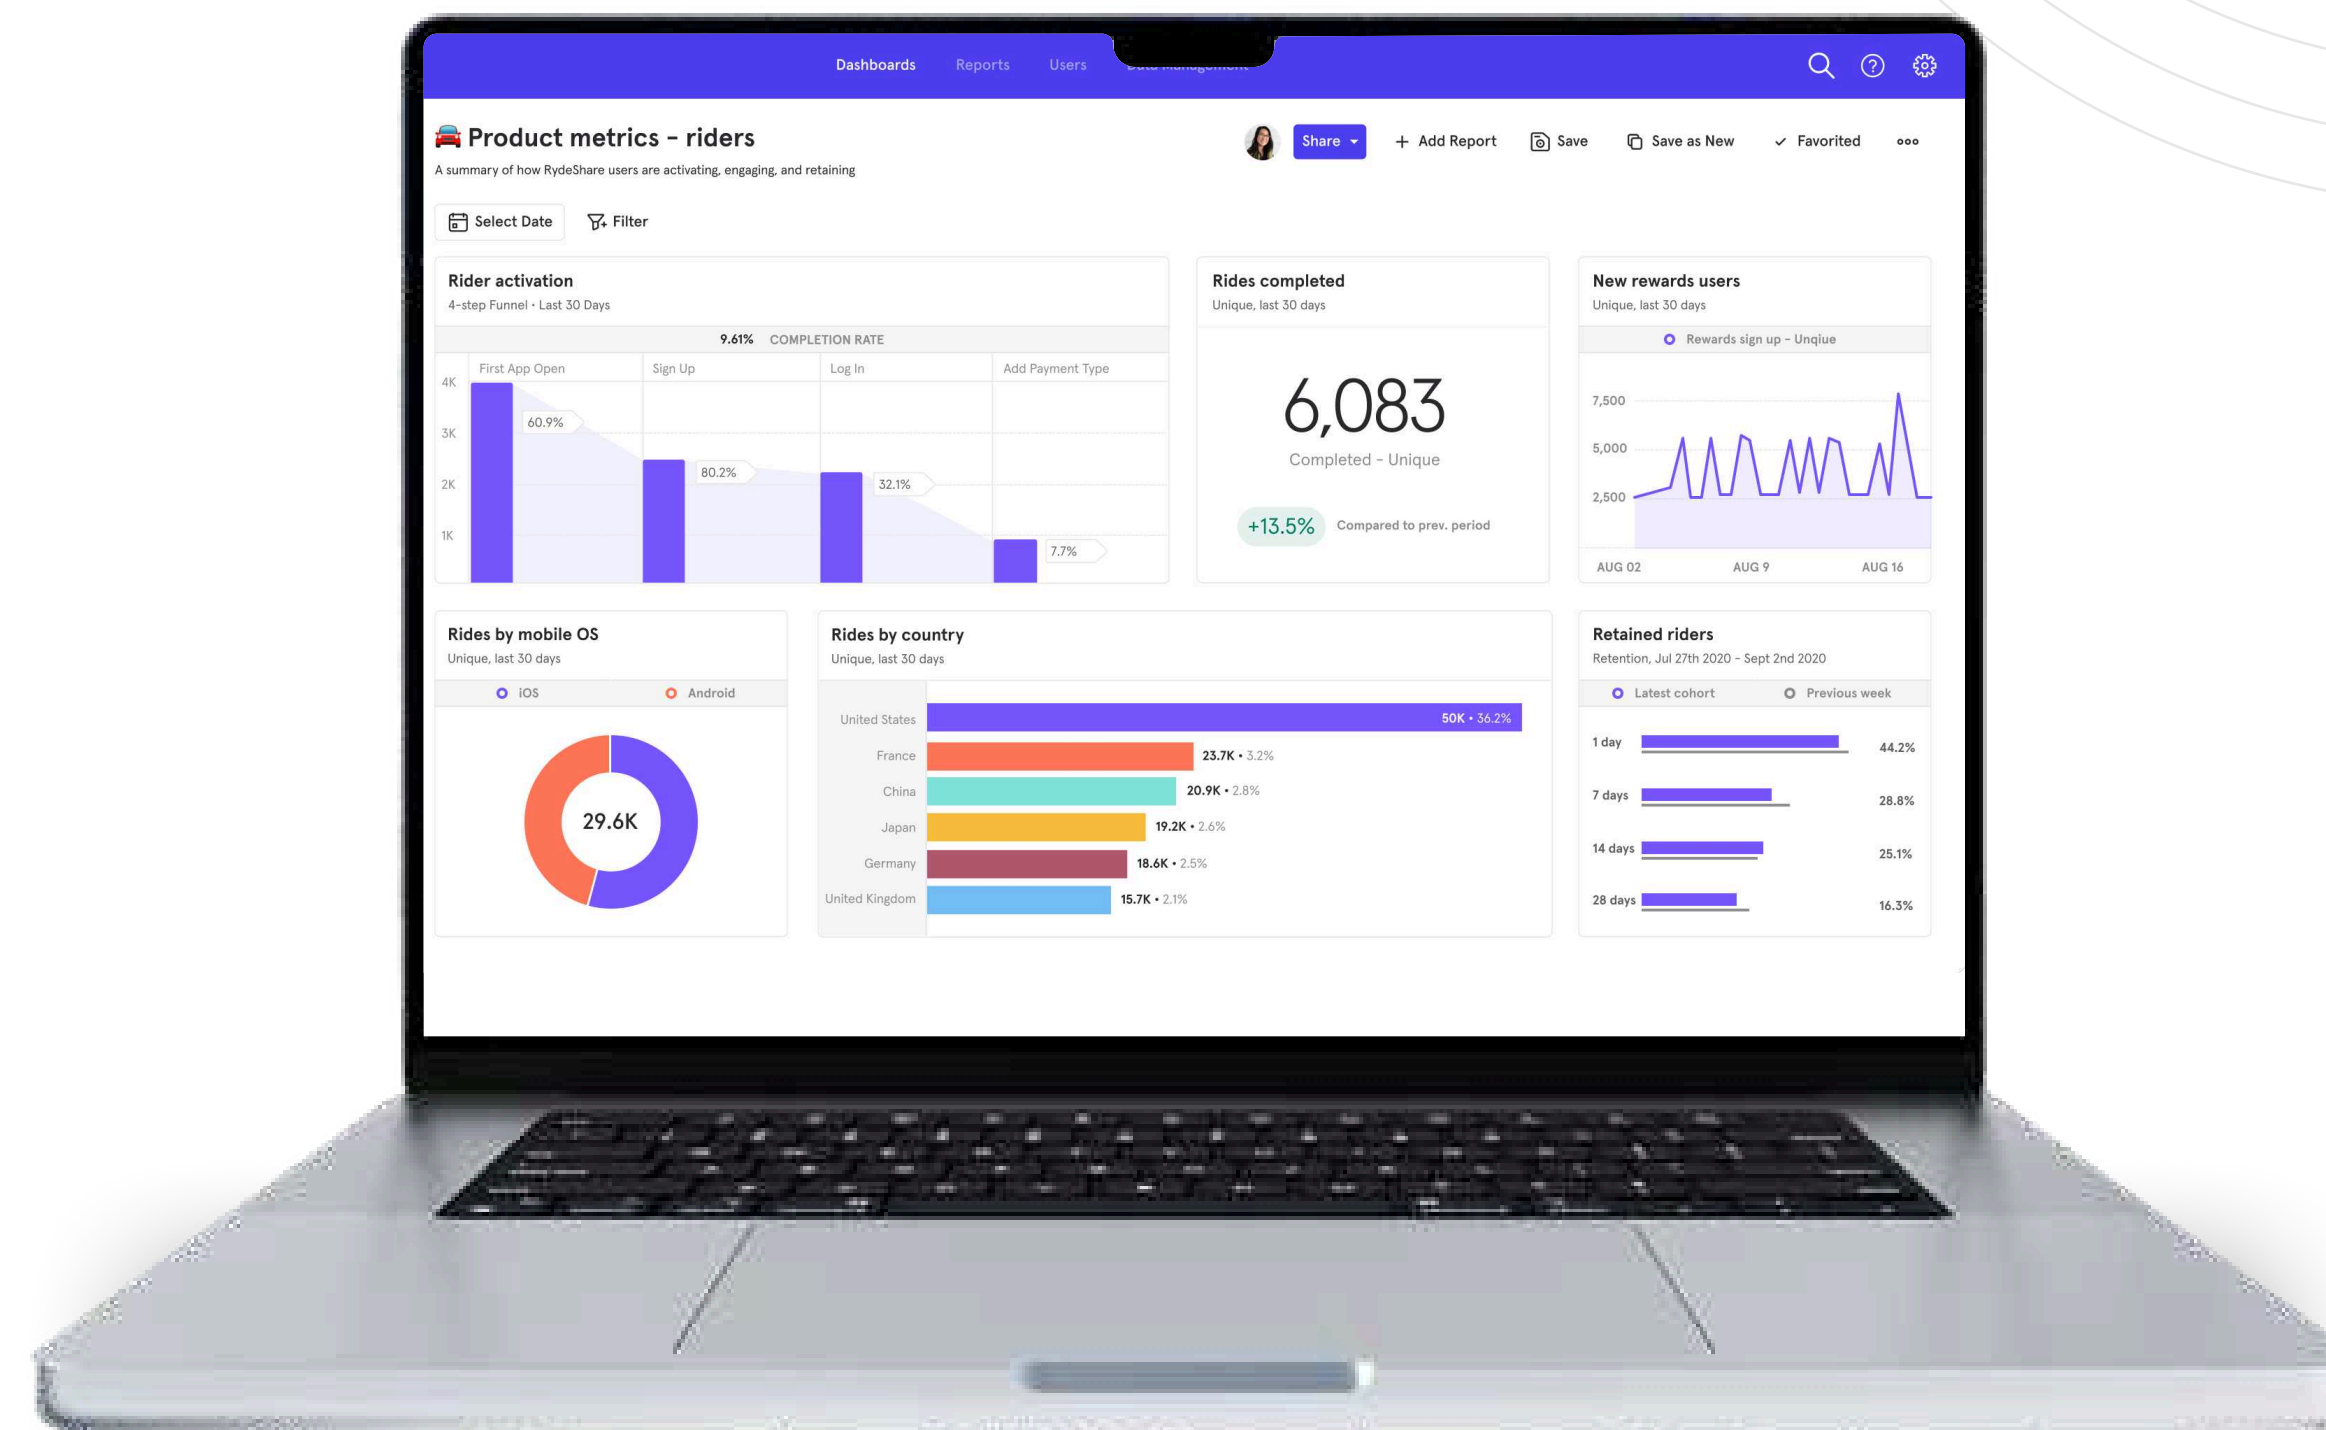 Dashboards
Reports
Users
Data Management
Product metrics - riders
A summary of how RydeShare users are activating, engaging, and retaining
Share
Add Report
Save
Save as New
Favorited
Select Date
Filter
Rider activation
4-step Funnel • Last 30 Days
9.61% COMPLETION RATE
First App Open
Sign Up
Log In
Add Payment Type
4K
3K
2K
1K
60.9%
80.2%
32.1%
7.7%
Rides completed
Unique, last 30 days
6,083
Completed - Unique
+13.5% Compared to prev. period
New rewards users
Unique, last 30 days
Rewards sign up - Unqiue
7,500
5,000
2,500
AUG 02
AUG 9
AUG 16
Rides by mobile OS
Unique, last 30 days
iOS
Android
29.6K
Rides by country
Unique, last 30 days
United States
50K • 36.2%
France
23.7K • 3.2%
China
20.9K • 2.8%
Japan
19.2K • 2.6%
Germany
18.6K • 2.5%
United Kingdom
15.7K • 2.1%
Retained riders
Retention, Jul 27th 2020 - Sept 2nd 2020
Latest cohort
Previous week
1 day
44.2%
7 days
28.8%
14 days
25.1%
28 days
16.3%